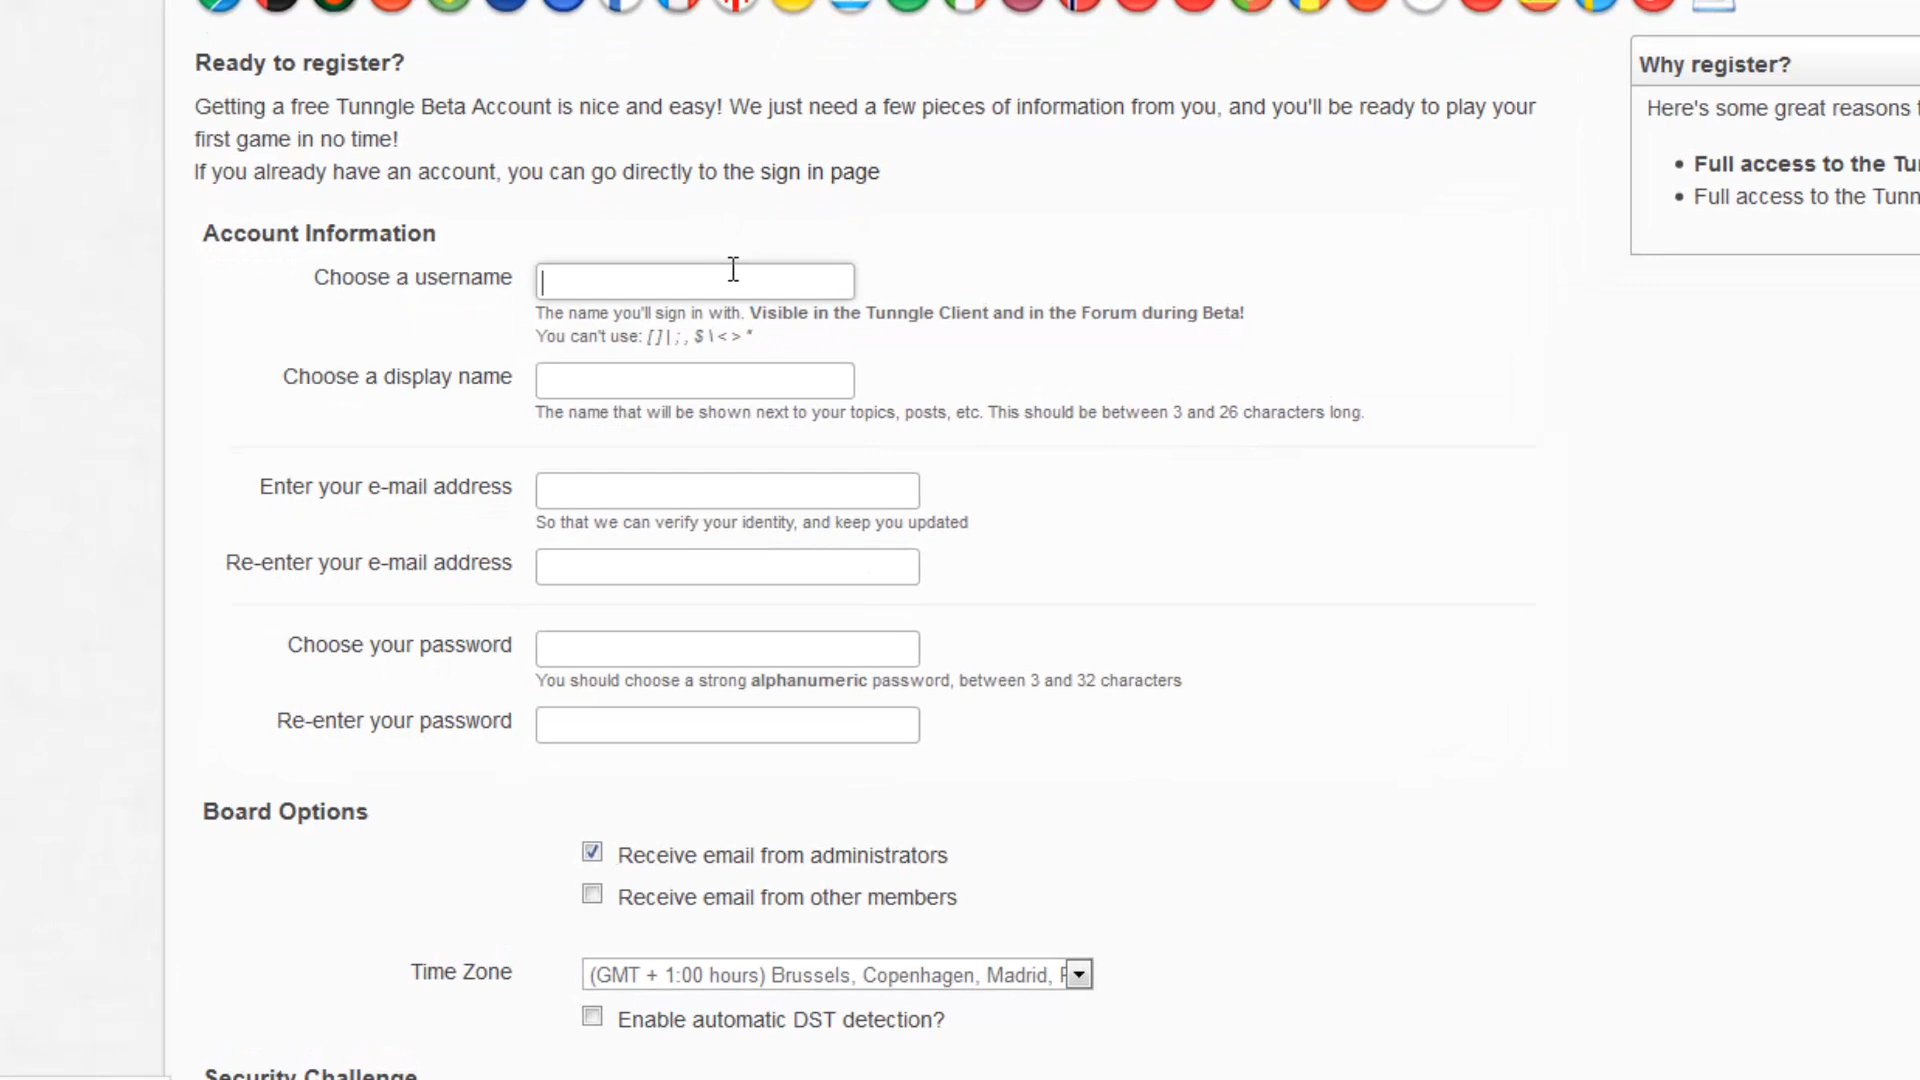 Ready to register?
Why register?
Getting a free Tunngle Beta Account is nice and easy! We just need a few pieces of information from you, and you'll be ready to play your
first game in no time!
Here's some great reasons
If you already have an account, you can go directly to the sign in page
Full access to the
Full access to the
Account Information
Choose a username
The name you'll sign in with. Visible in the Tunngle Client and in the Forum during Beta!
You can't use: [ ] | ; , $ \ < > *
Choose a display name
The name that will be shown next to your topics, posts, etc. This should be between 3 and 26 characters long.
Enter your e-mail address
So that we can verify your identity, and keep you updated
Re-enter your e-mail address
Choose your password
You should choose a strong alphanumeric password, between 3 and 32 characters
Re-enter your password
Board Options
Receive email from administrators
Receive email from other members
Time Zone
(GMT + 1:00 hours) Brussels, Copenhagen, Madrid,
Enable automatic DST detection?
Security Challenge